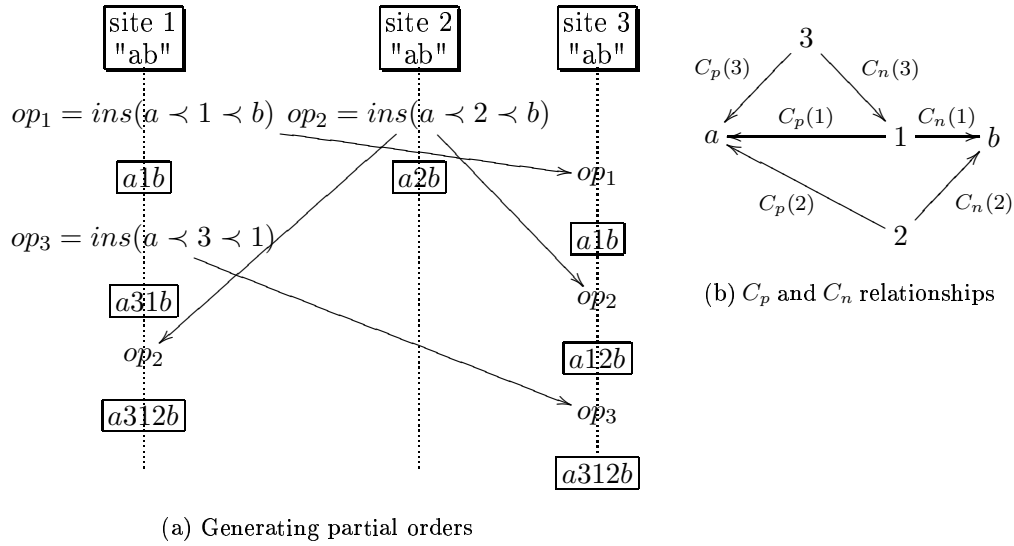 site 1
"ab"
site 2
"ab"
site 3
"ab"
op₁ = ins(a ≺ 1 ≺ b)
op₂ = ins(a ≺ 2 ≺ b)
a1b
a2b
op₁
op₃ = ins(a ≺ 3 ≺ 1)
a1b
a31b
op₂
op₂
a12b
a312b
op₃
a312b
(a) Generating partial orders
3
Cₚ(3)
Cₙ(3)
a
Cₚ(1)
1
Cₙ(1)
b
Cₚ(2)
Cₙ(2)
2
(b) Cₚ and Cₙ relationships